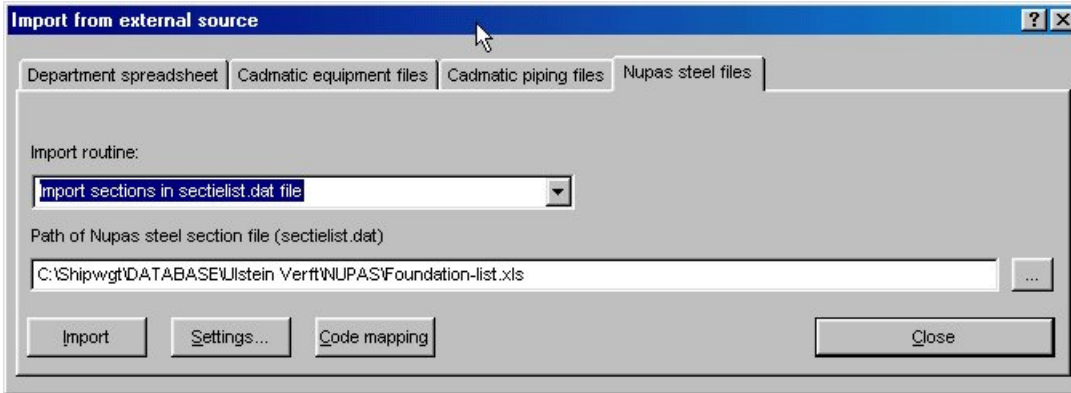 Import from external source
Department spreadsheet Cadmatic equipment files Cadmatic piping files Nupas steel files
Import routine:
Import sections in sectielist.dat file
Path of Nupas steel section file (sectielist.dat)
C:\Shipwgt\DATABASE\Ulstein Verft\NUPAS\Foundation-list.xls ...
Import Settings... Code mapping Close